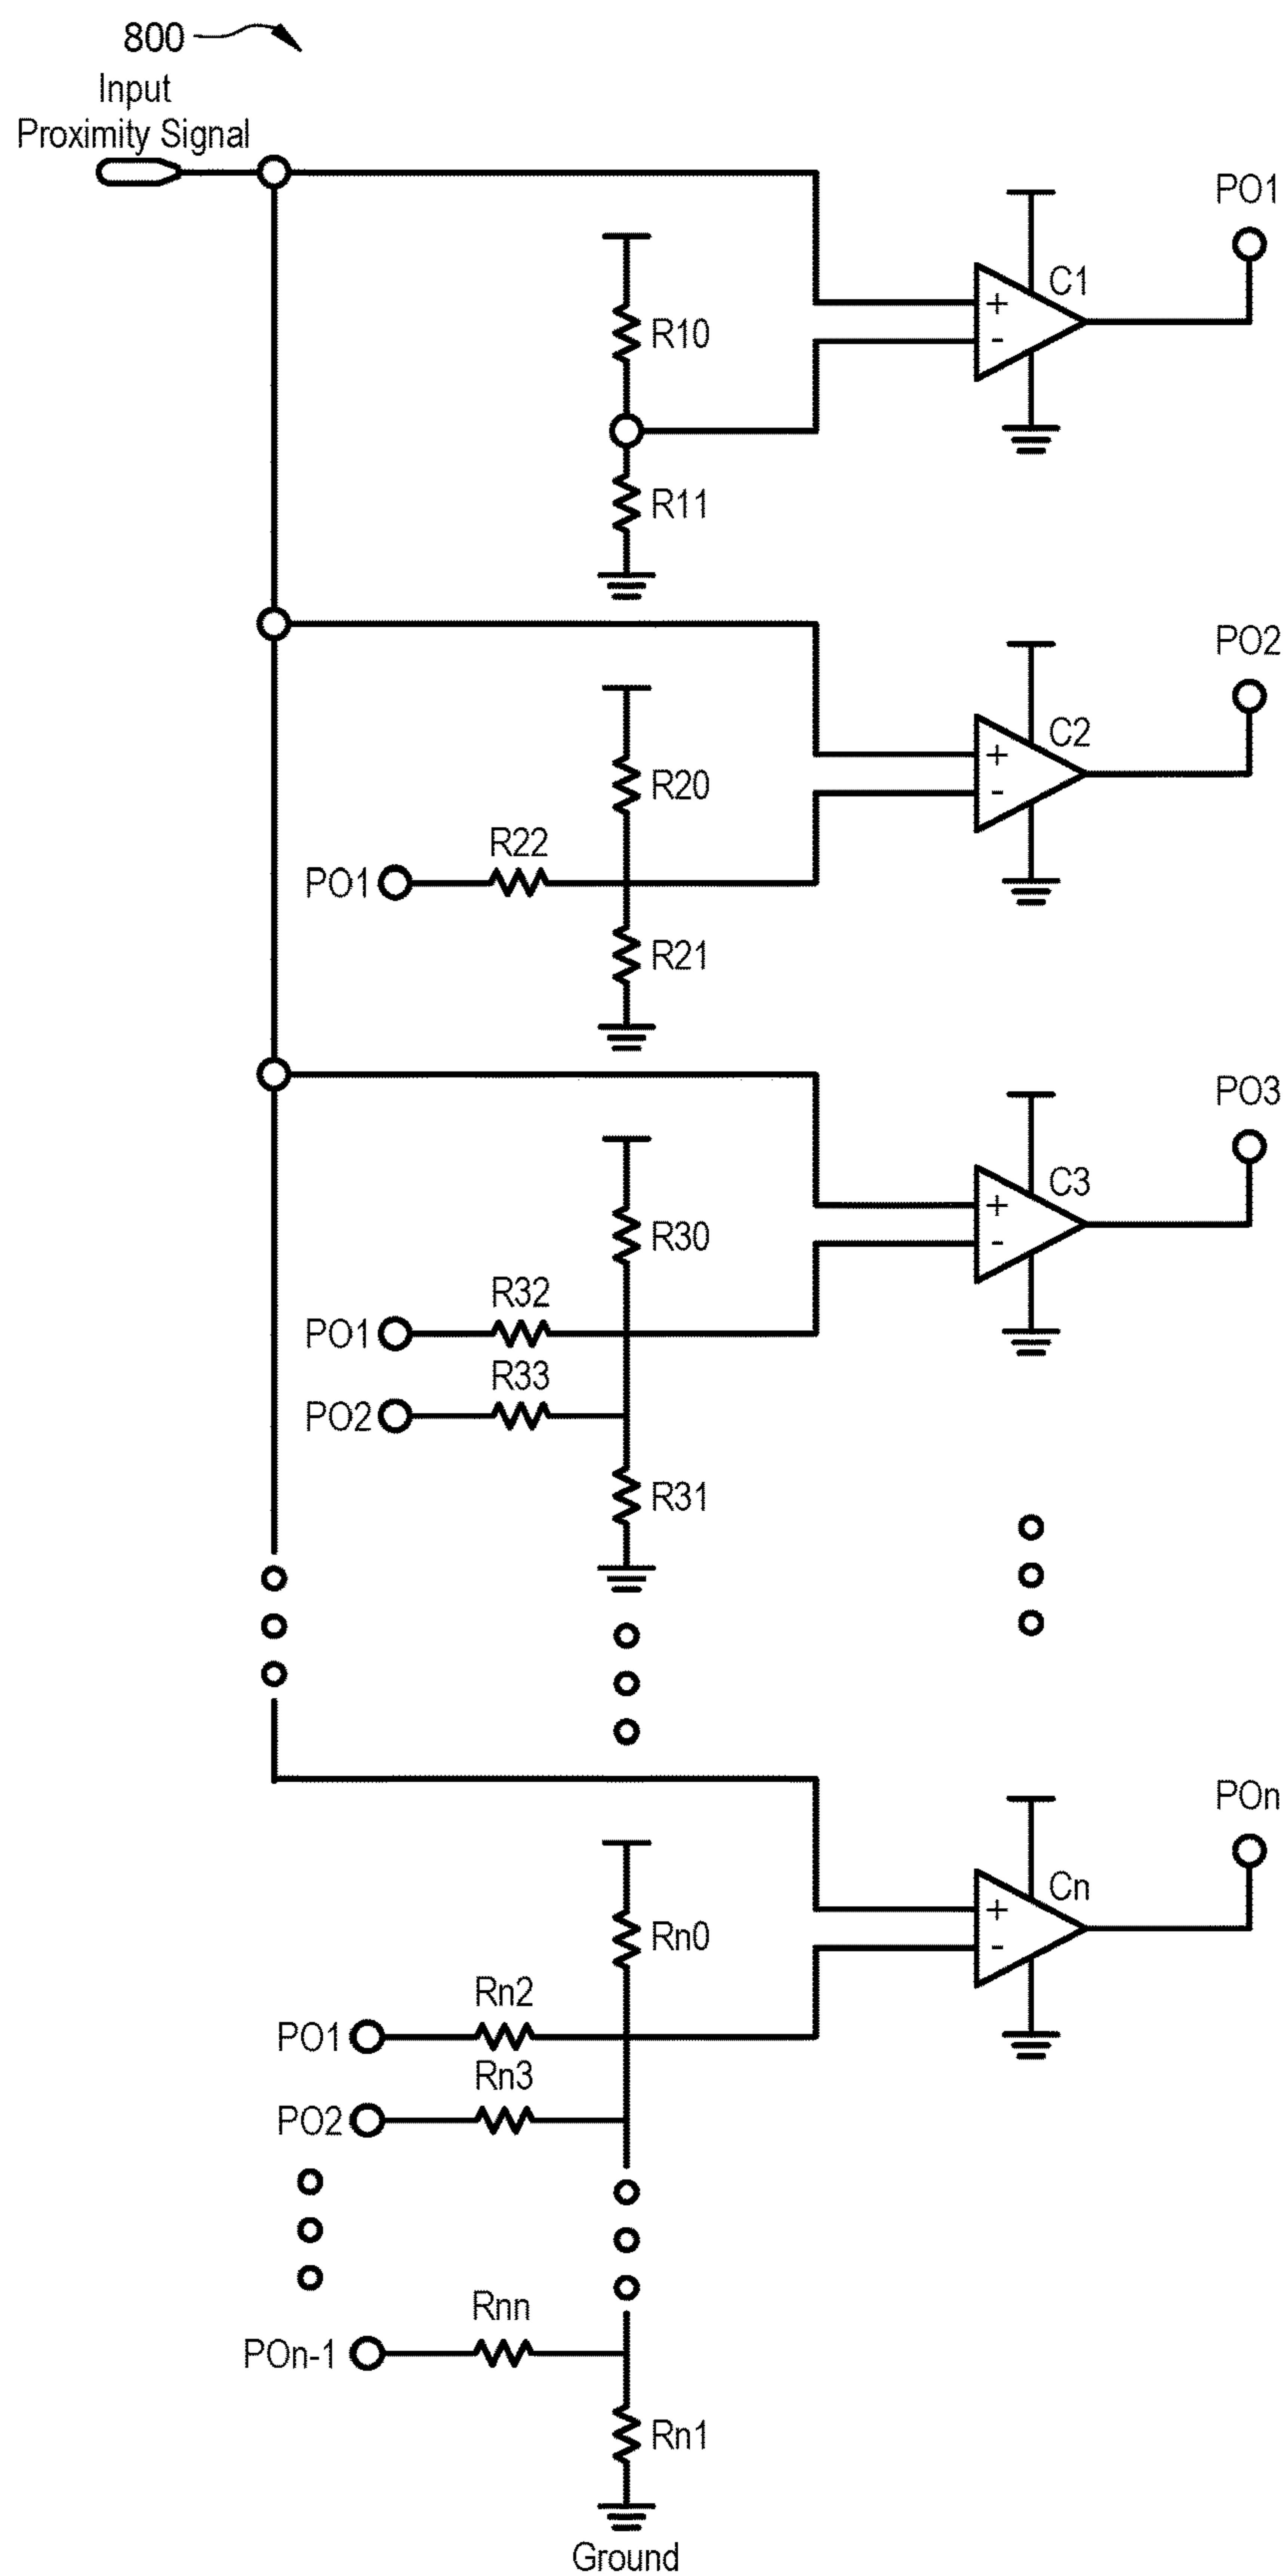 800
Input
Proximity Signal
PO1
C1
+
-
R10
R11
PO2
C2
+
-
R20
R22
PO1
R21
PO3
C3
+
-
R30
R32
PO1
R33
PO2
R31
POn
Cn
+
-
Rn0
Rn2
PO1
Rn3
PO2
Rnn
POn-1
Rn1
Ground